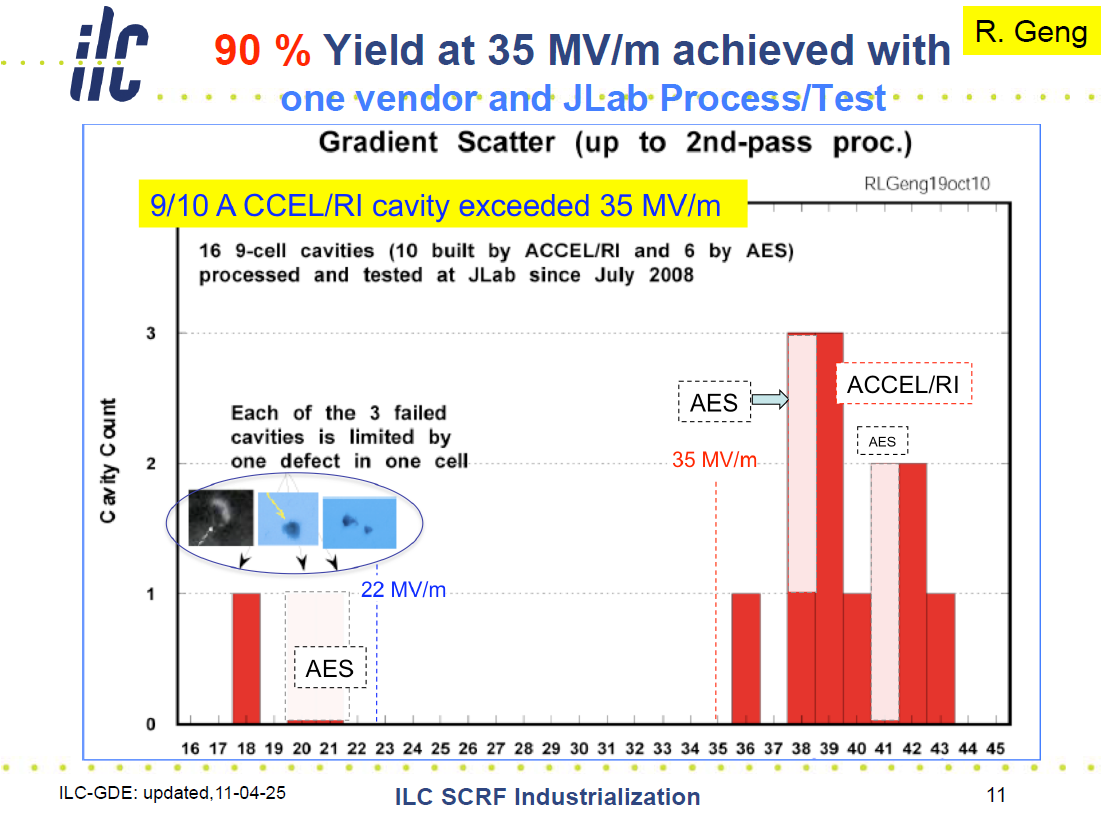 ilc
R. Geng
90 % Yield at 35 MV/m achieved with
one vendor and JLab Process/Test
Gradient Scatter (up to 2nd-pass proc.)
RLGeng19oct10
9/10 A CCEL/RI cavity exceeded 35 MV/m
16 9-cell cavities (10 built by ACCEL/RI and 6 by AES)
processed and tested at JLab since July 2008
3
2
1
0
Cavity Count
Each of the 3 failed
cavities is limited by
one defect in one cell
22 MV/m
AES
35 MV/m
AES
ACCEL/RI
AES
16 17 18 19 20 21 22 23 24 25 26 27 28 29 30 31 32 33 34 35 36 37 38 39 40 41 42 43 44 45
ILC-GDE: updated,11-04-25
ILC SCRF Industrialization
11